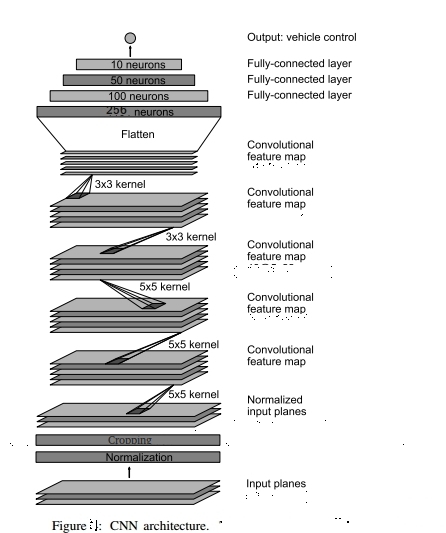 Output: vehicle control
10 neurons
Fully-connected layer
50 neurons
Fully-connected layer
100 neurons
Fully-connected layer
256 neurons
Flatten
Convolutional
feature map
3x3 kernel
Convolutional
feature map
3x3 kernel
Convolutional
feature map
5x5 kernel
Convolutional
feature map
5x5 kernel
Convolutional
feature map
5x5 kernel
Normalized
input planes
Cropping
Normalization
Input planes
Figure : CNN architecture.